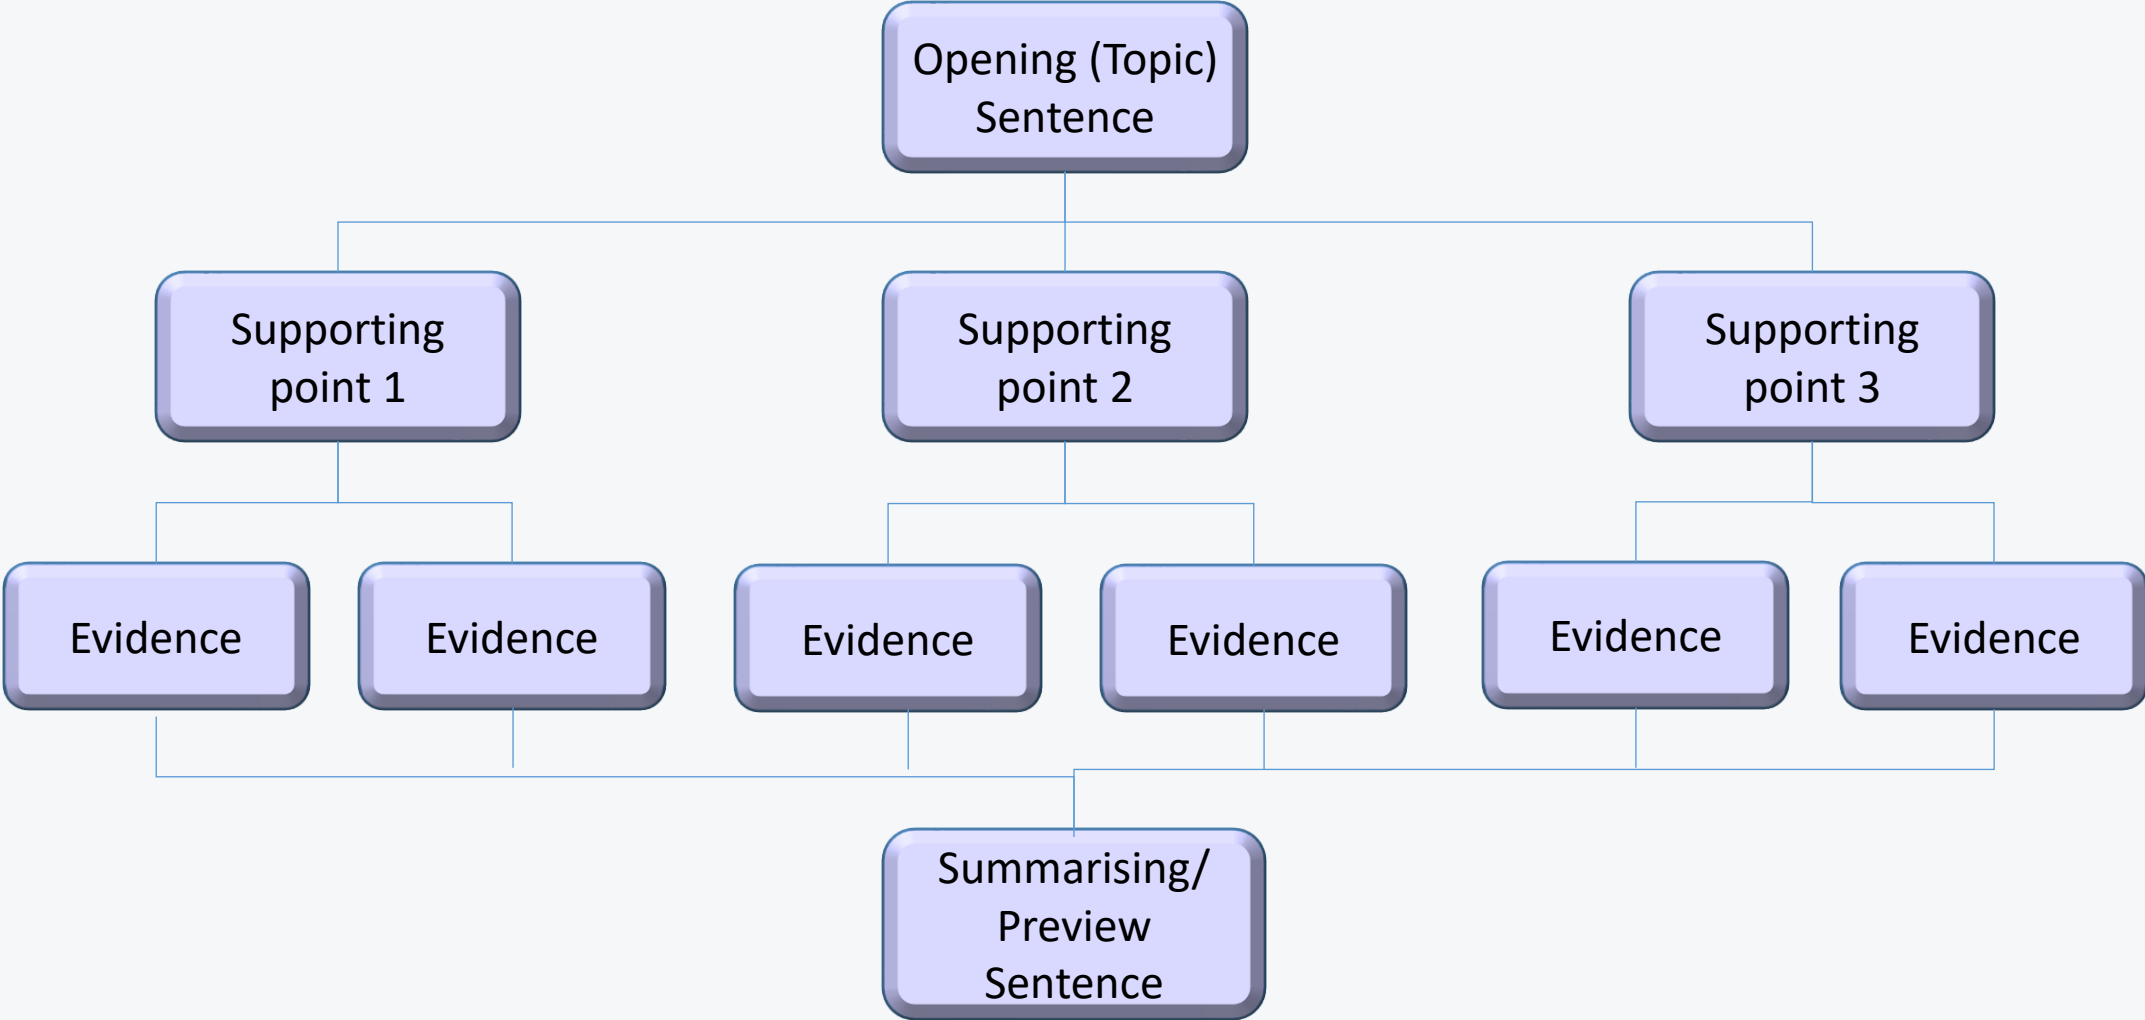 Opening (Topic)
Sentence
Supporting
point 1
Supporting
point 2
Supporting
point 3
Evidence
Evidence
Evidence
Evidence
Evidence
Evidence
Summarising/
Preview
Sentence